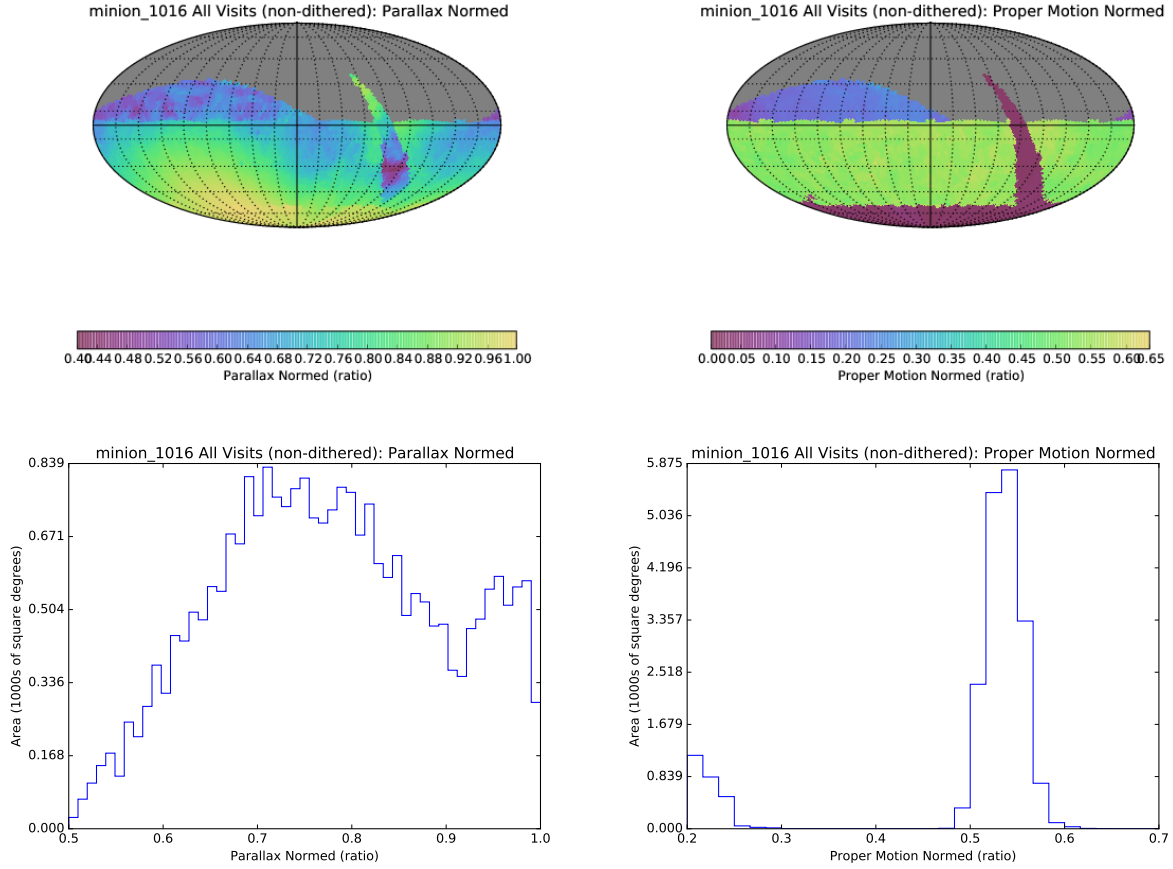 minion_1016 All Visits (non-dithered): Parallax Normed
0.40 0.44 0.48 0.52 0.56 0.60 0.64 0.68 0.72 0.76 0.80 0.84 0.88 0.92 0.96 1.00
Parallax Normed (ratio)
minion_1016 All Visits (non-dithered): Proper Motion Normed
0.00 0.05 0.10 0.15 0.20 0.25 0.30 0.35 0.40 0.45 0.50 0.55 0.60 0.65
Proper Motion Normed (ratio)
minion_1016 All Visits (non-dithered): Parallax Normed
Area (1000s of square degrees)
0.839
0.671
0.504
0.336
0.168
0.000
0.5 0.6 0.7 0.8 0.9 1.0
Parallax Normed (ratio)
minion_1016 All Visits (non-dithered): Proper Motion Normed
Area (1000s of square degrees)
5.875
5.036
4.196
3.357
2.518
1.679
0.839
0.000
0.2 0.3 0.4 0.5 0.6 0.7
Proper Motion Normed (ratio)